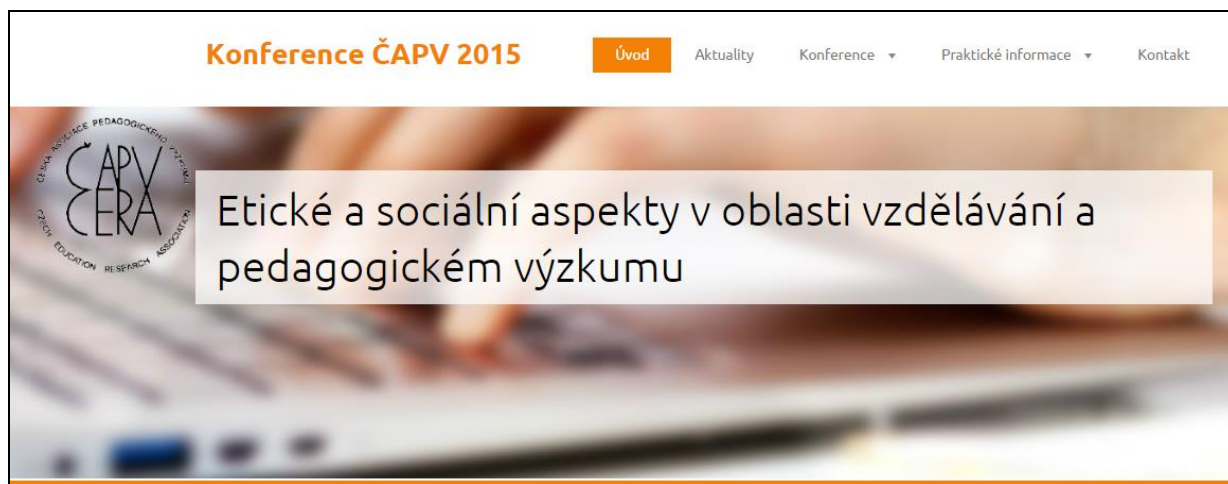 Konference ČAPV 2015
Úvod
Aktuality
Konference
Praktické informace
Kontakt
ČESKÁ ASOCIACE PEDAGOGICKÉHO VÝZKUMU
ČAPV
ČERA
CZECH EDUCATION RESEARCH ASSOCIATION
Etické a sociální aspekty v oblasti vzdělávání a
pedagogickém výzkumu